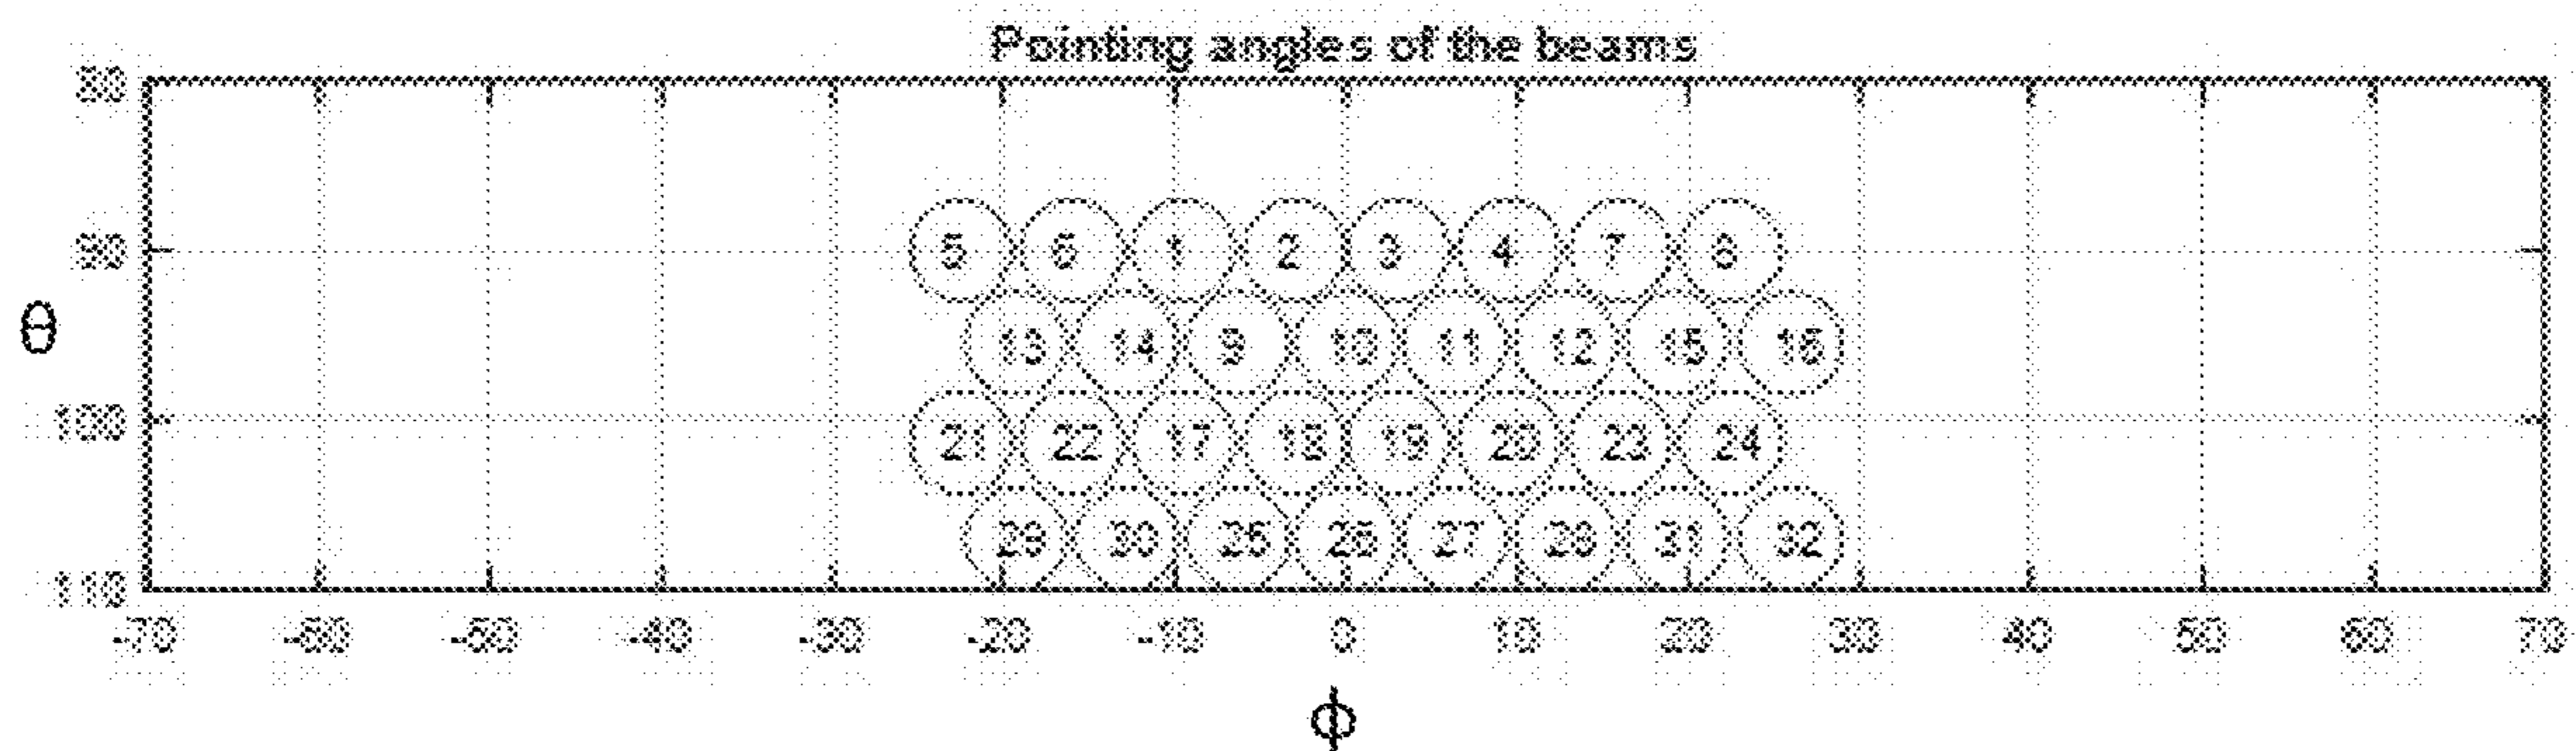 Pointing angles of the beams
80
90
θ
100
110
5 6 1 2 3 4 7 8
13 14 9 10 11 12 15 16
21 22 17 18 19 20 23 24
29 30 25 26 27 28 31 32
-70 -60 -50 -40 -30 -20 -10 0 10 20 30 40 50 60 70
ϕ